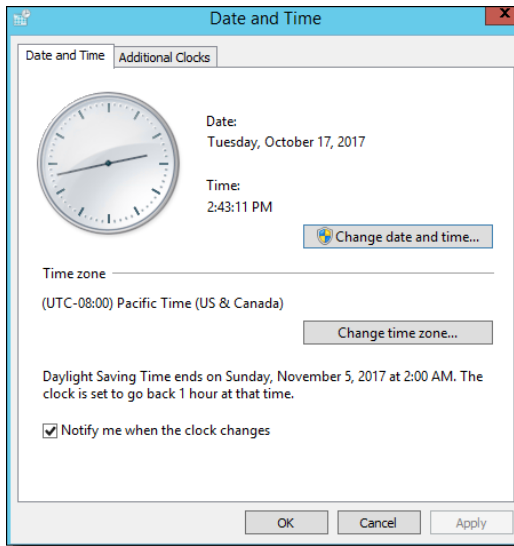 Date and Time
X
Date and Time
Additional Clocks
Date:
Tuesday, October 17, 2017
Time:
2:43:11 PM
Change date and time...
Time zone
(UTC-08:00) Pacific Time (US & Canada)
Change time zone...
Daylight Saving Time ends on Sunday, November 5, 2017 at 2:00 AM. The
clock is set to go back 1 hour at that time.
Notify me when the clock changes
OK
Cancel
Apply